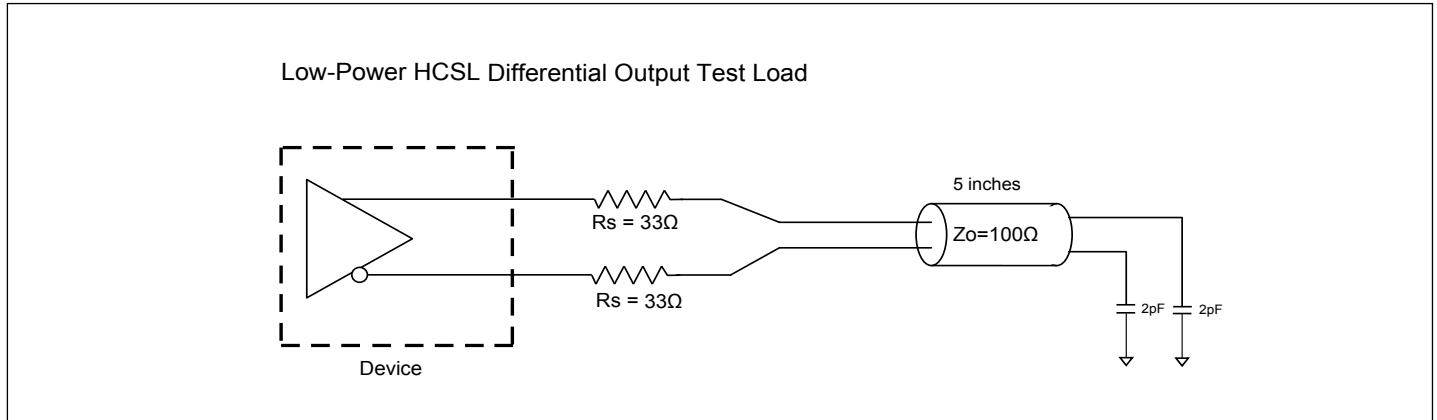 Low-Power HCSL Differential Output Test Load
5 inches
Rs = 33Ω
Zo=100Ω
Rs = 33Ω
2pF
2pF
Device